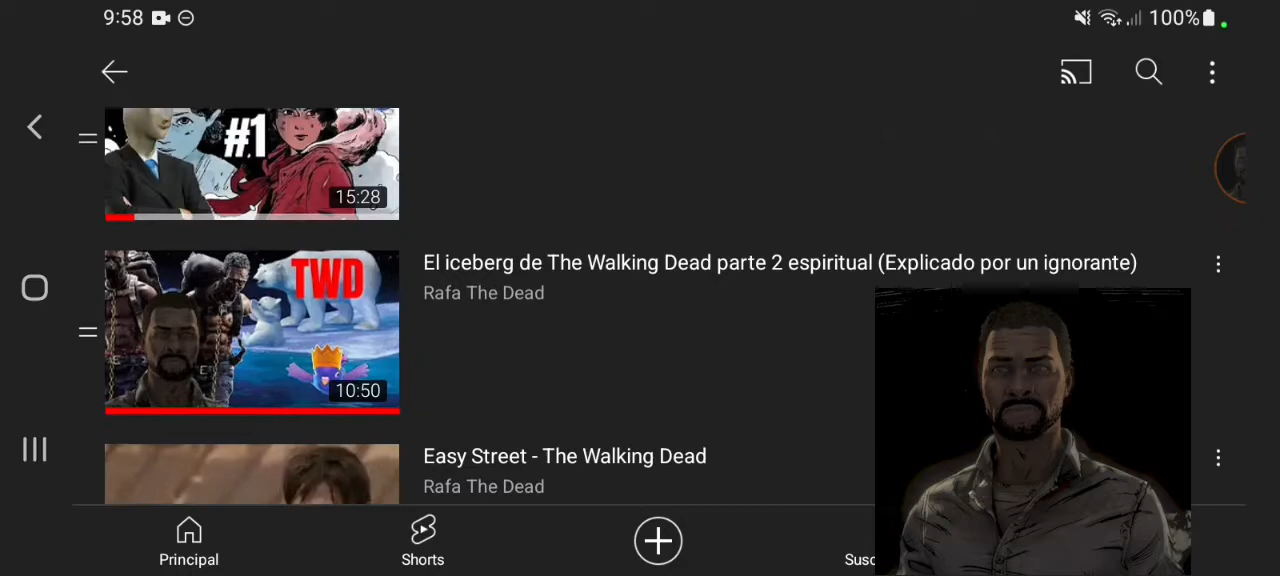 9:58
100%
#1
15:28
TWD
10:50
El iceberg de The Walking Dead parte 2 espiritual (Explicado por un ignorante)
Rafa The Dead
Easy Street - The Walking Dead
Rafa The Dead
Principal
Shorts
Susc